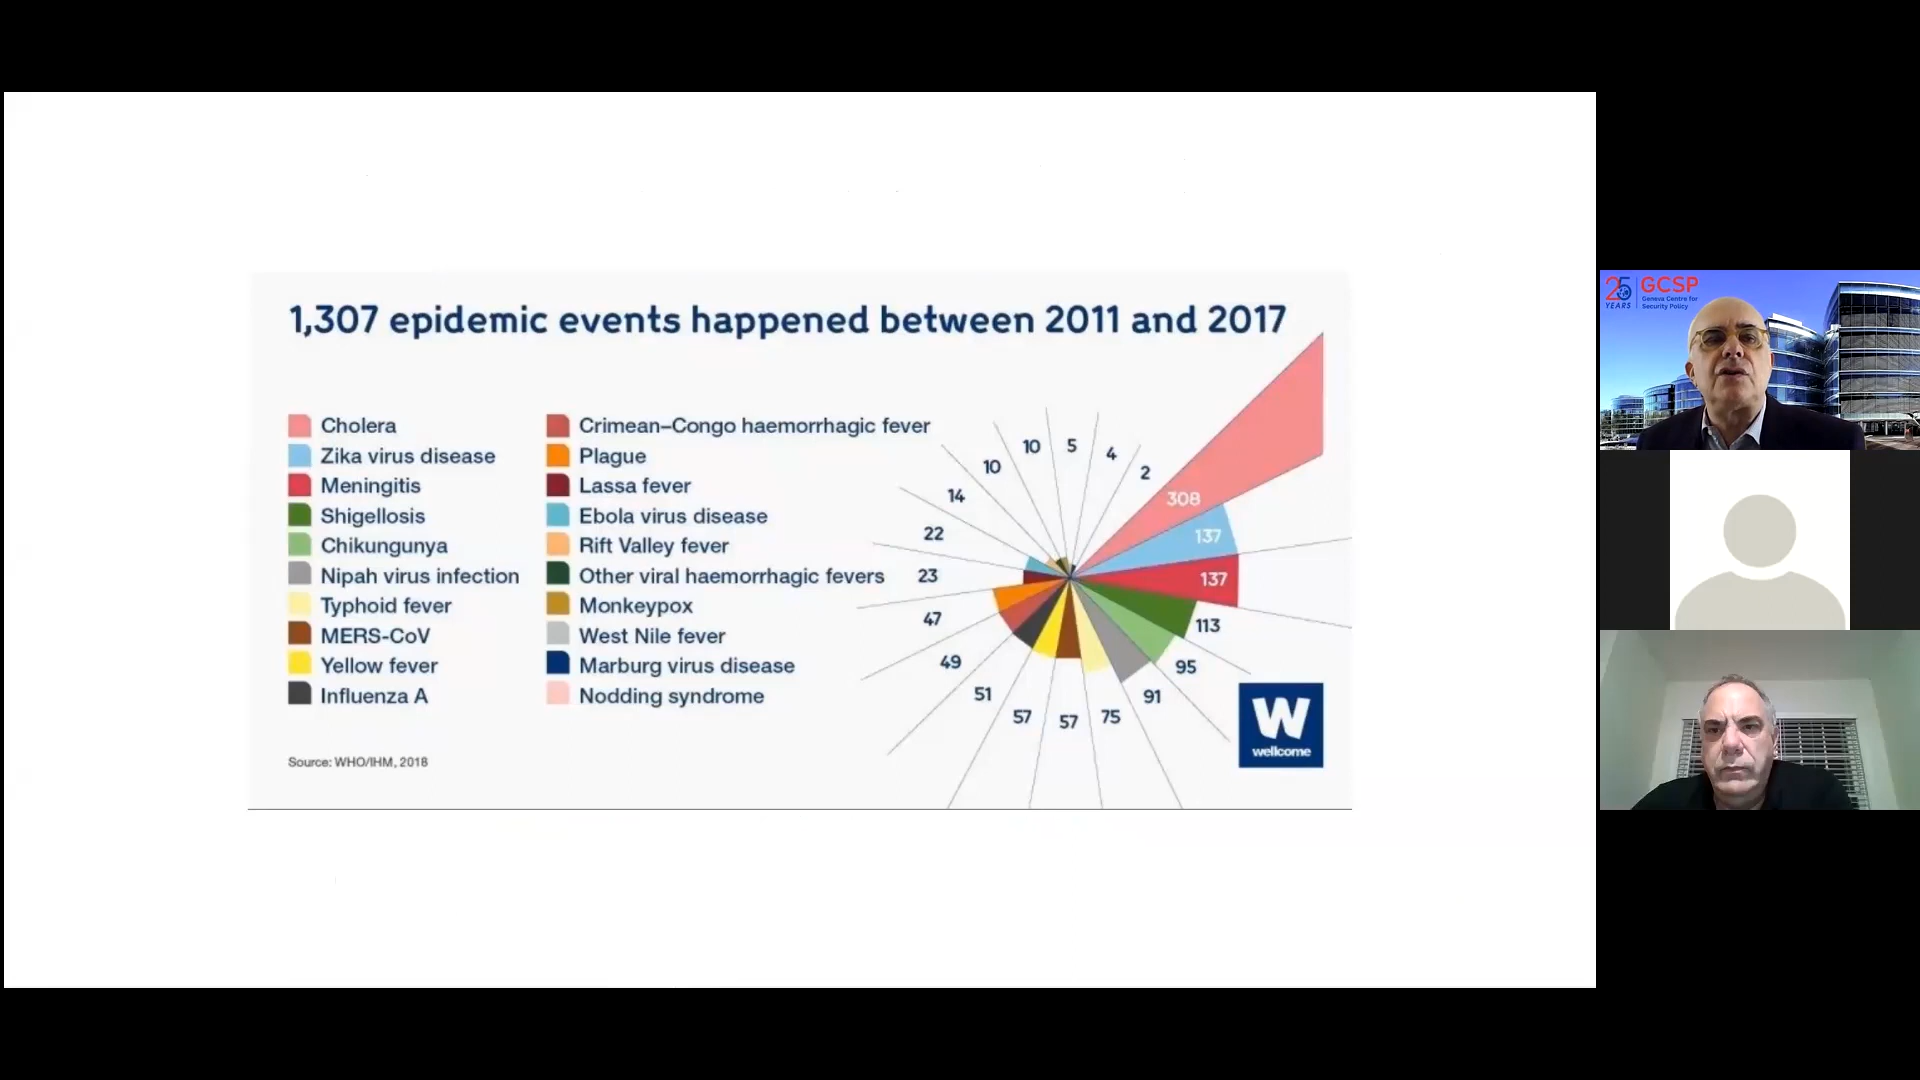 1,307 epidemic events happened between 2011 and 2017
Cholera
Zika virus disease
Meningitis
Shigellosis
Chikungunya
Nipah virus infection
Typhoid fever
MERS-CoV
Yellow fever
Influenza A
Crimean–Congo haemorrhagic fever
Plague
Lassa fever
Ebola virus disease
Rift Valley fever
Other viral haemorrhagic fevers
Monkeypox
West Nile fever
Marburg virus disease
Nodding syndrome
308
137
137
113
95
91
75
57
57
51
49
47
23
22
14
10
10
5
4
2
W
wellcome
Source: WHO/IHM, 2018
25
YEARS
GCSP
Geneva Centre for
Security Policy